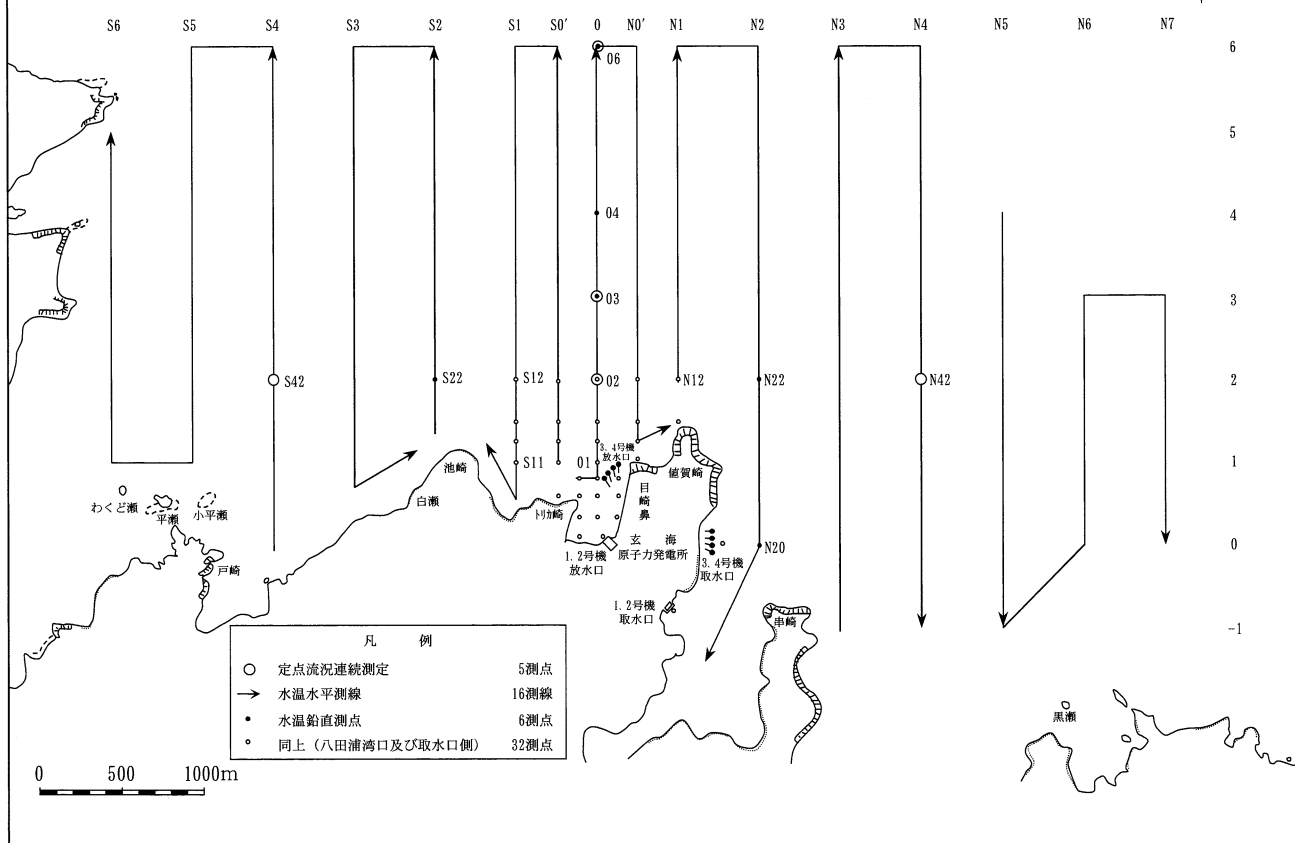 S6 S5 S4 S3 S2 S1 S0' 0 N0' N1 N2 N3 N4 N5 N6 N7
6
06
5
04
4
03
3
S42
S22
S12
02
N12
N22
N42
2
3.4号機
放水口
S11
01
1
池崎
値賀崎
白瀬
わくど瀬
平瀬
小平瀬
ﾄﾘｶ崎
目崎鼻
玄海
原子力発電所
1.2号機
放水口
3.4号機
取水口
N20
0
戸崎
1.2号機
取水口
串崎
-1
凡例
定点流況連続測定 5測点
水温水平測線 16測線
水温鉛直測点 6測点
同上（八田浦湾口及び取水口側） 32測点
黒瀬
0 500 1000m